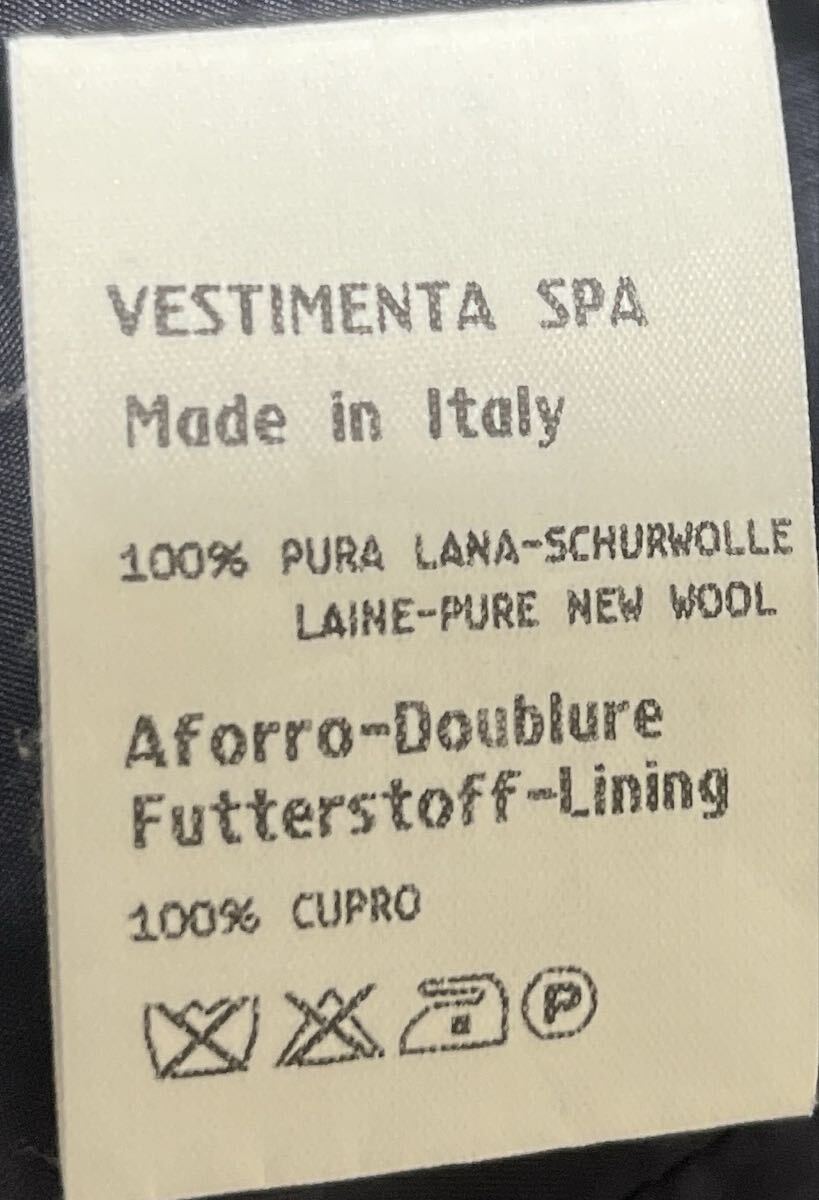 VESTIMENTA SPA
Made in Italy
100% PURA LANA-SCHURWOLLE
LAINE-PURE NEW WOOL
Aforro-Doublure
Futterstoff-Lining
100% CUPRO
P